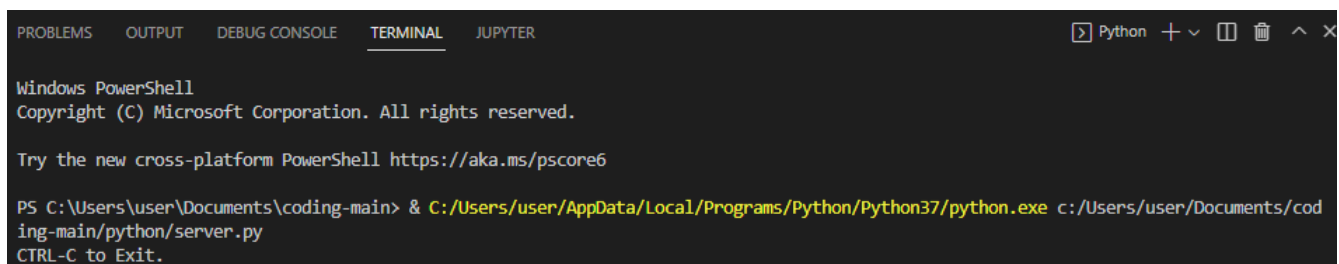 PROBLEMS OUTPUT DEBUG CONSOLE TERMINAL JUPYTER Python
Windows PowerShell
Copyright (C) Microsoft Corporation. All rights reserved.
Try the new cross-platform PowerShell https://aka.ms/pscore6
PS C:\Users\user\Documents\coding-main> & C:/Users/user/AppData/Local/Programs/Python/Python37/python.exe c:/Users/user/Documents/cod
ing-main/python/server.py
CTRL-C to Exit.